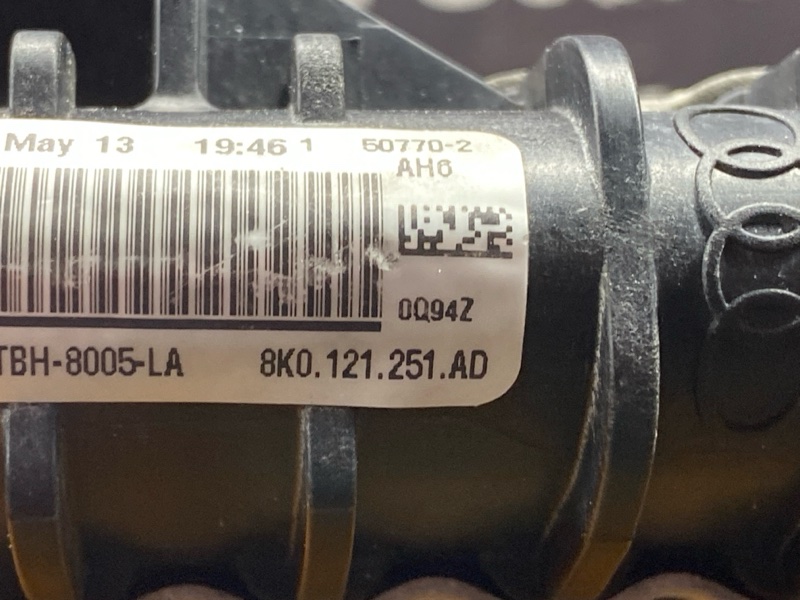 May 13 19:46 1 50770-2
AH6
0Q94Z
TBH-8005-LA 8K0.121.251.AD